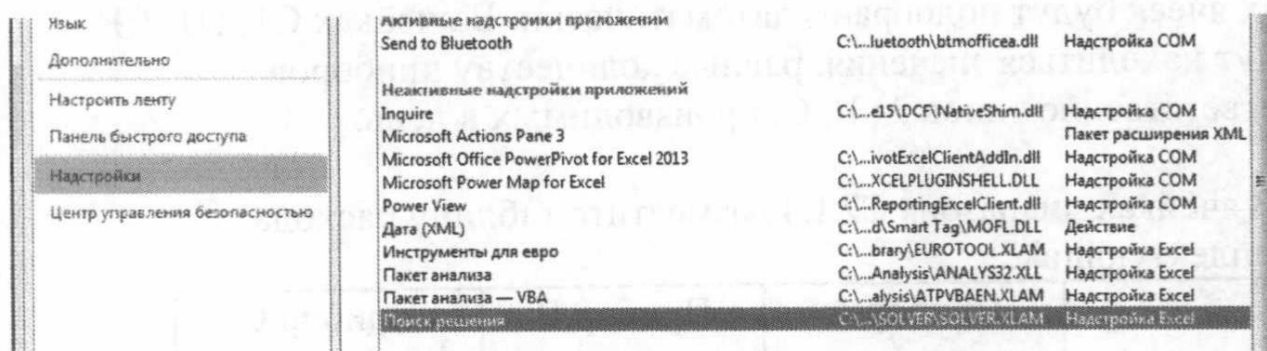 Язык
Дополнительно
Настроить ленту
Панель быстрого доступа
Надстройки
Центр управления безопасностью
Активные надстройки приложений
Send to Bluetooth C:\...luetooth\btmofficea.dll Надстройка COM
Неактивные надстройки приложений
Inquire C:\...e15\DCF\NativeShim.dll Надстройка COM
Microsoft Actions Pane 3 Пакет расширения XML
Microsoft Office PowerPivot for Excel 2013 C:\...ivotExcelClientAddIn.dll Надстройка COM
Microsoft Power Map for Excel C:\...XCELPLUGINSHELL.DLL Надстройка COM
Power View C:\...ReportingExcelClient.dll Надстройка COM
Дата (XML) C:\...d\Smart Tag\MOFL.DLL Действие
Инструменты для евро C:\...brary\EUROTOOL.XLAM Надстройка Excel
Пакет анализа C:\...Analysis\ANALYS32.XLL Надстройка Excel
Пакет анализа — VBA C:\...alysis\ATPVBAEN.XLAM Надстройка Excel
Поиск решения C:\...\SOLVER\SOLVER.XLAM Надстройка Excel